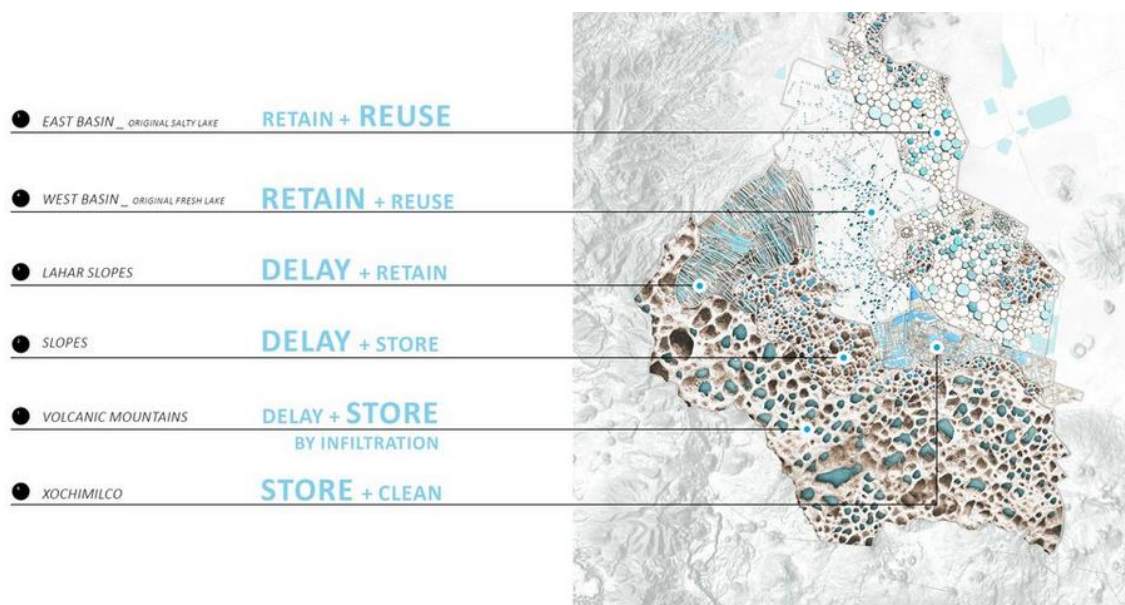 EAST BASIN _ ORIGINAL SALTY LAKE RETAIN + REUSE
WEST BASIN _ ORIGINAL FRESH LAKE RETAIN + REUSE
LAHAR SLOPES DELAY + RETAIN
SLOPES DELAY + STORE
VOLCANIC MOUNTAINS DELAY + STORE
BY INFILTRATION
XOCHIMILCO STORE + CLEAN